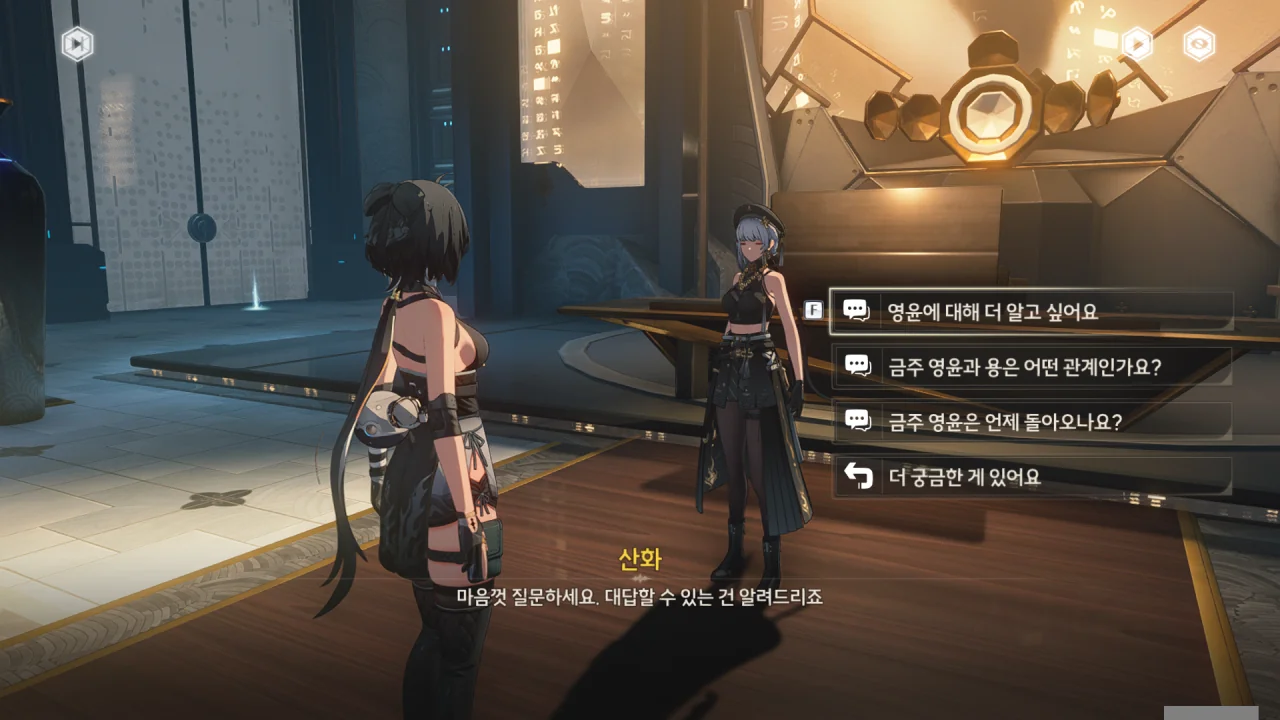 F
영윤에 대해 더 알고 싶어요
금주 영윤과 용은 어떤 관계인가요?
금주 영윤은 언제 돌아오나요?
더 궁금한 게 있어요
산화
마음껏 질문하세요. 대답할 수 있는 건 알려드리죠